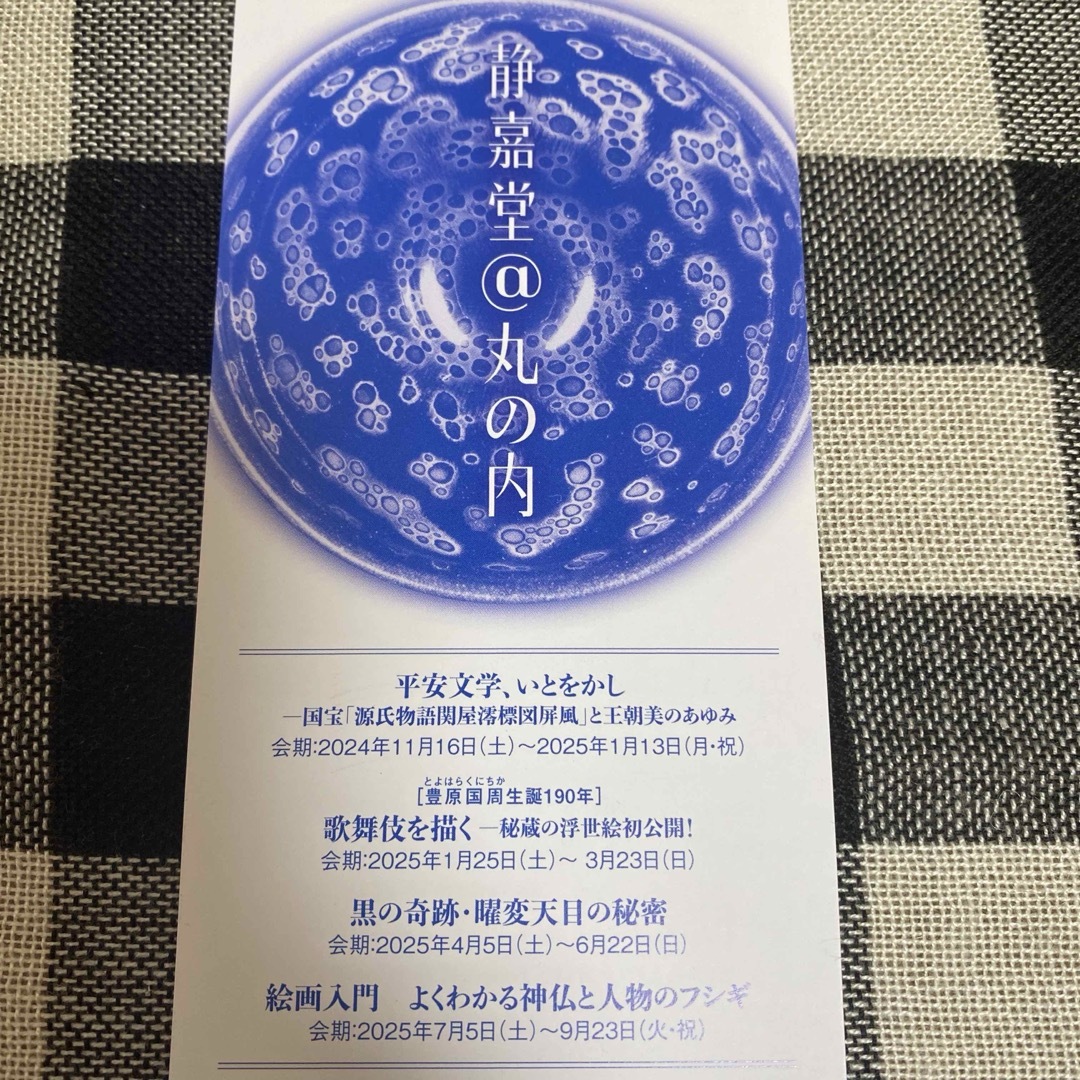 静嘉堂@丸の内
平安文学、いとをかし
―国宝「源氏物語関屋澪標図屏風」と王朝美のあゆみ
会期:2024年11月16日(土)～2025年1月13日(月・祝)
とよはらくにちか
[豊原国周生誕190年]
歌舞伎を描く―秘蔵の浮世絵初公開!
会期:2025年1月25日(土)～ 3月23日(日)
黒の奇跡・曜変天目の秘密
会期:2025年4月5日(土)～6月22日(日)
絵画入門　よくわかる神仏と人物のフシギ
会期:2025年7月5日(土)～9月23日(火・祝)